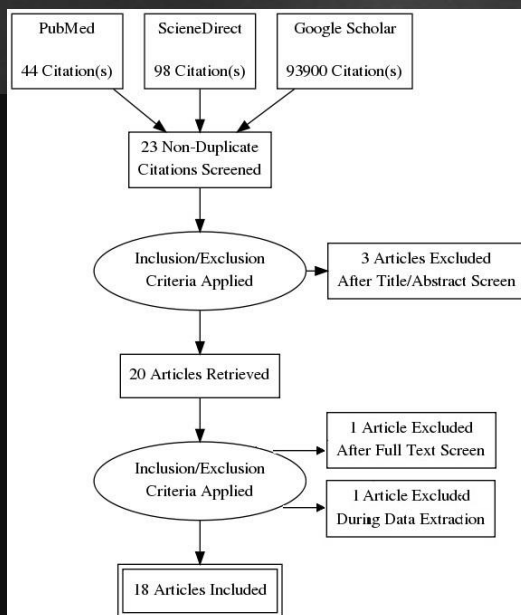 PubMed
44 Citation(s)
ScieneDirect
98 Citation(s)
Google Scholar
93900 Citation(s)
23 Non-Duplicate
Citations Screened
Inclusion/Exclusion
Criteria Applied
3 Articles Excluded
After Title/Abstract Screen
20 Articles Retrieved
Inclusion/Exclusion
Criteria Applied
1 Article Excluded
After Full Text Screen
1 Article Excluded
During Data Extraction
18 Articles Included